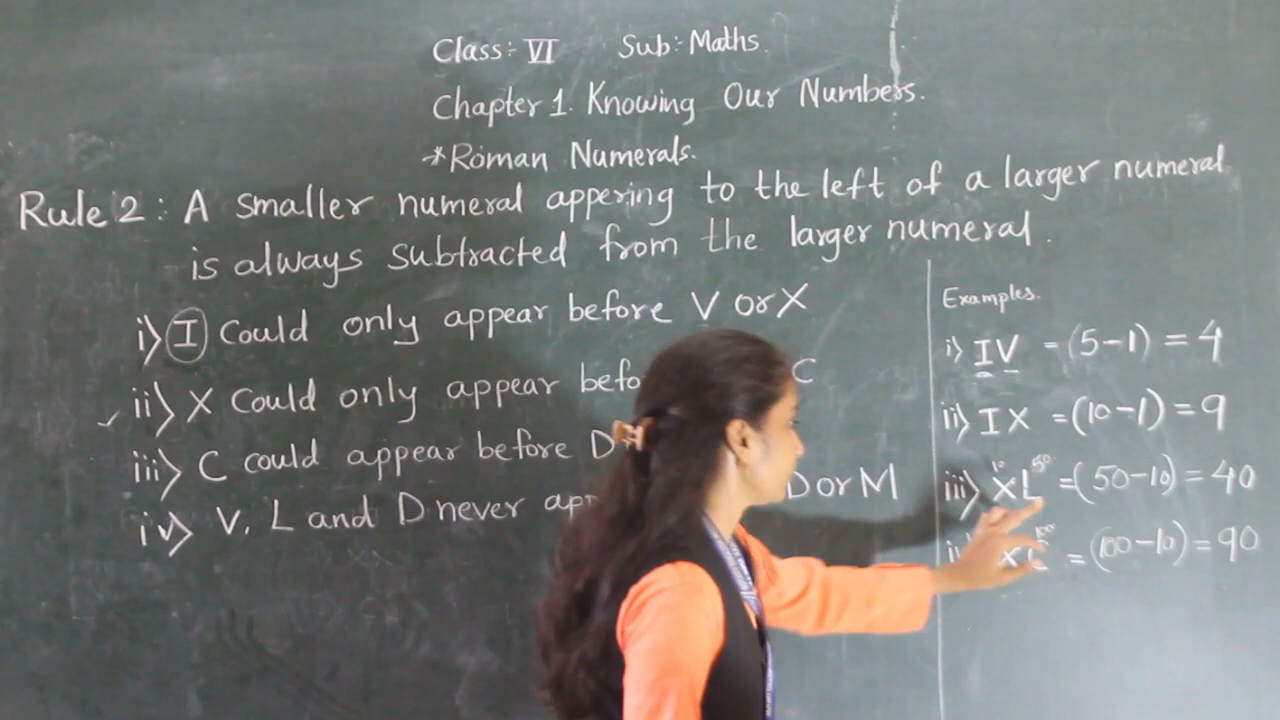 Class:- VI Sub:- Maths.
Chapter 1. Knowing Our Numbers.
*Roman Numerals.
Rule 2: A smaller numeral appering to the left of a larger numeral
is always subtracted from the larger numeral.
i> I Could only appear before V or X
ii> X Could only appear C
iii> C could appear before D
iv> V, L and D never D or M
Examples.
i> IV = (5-1) = 4
ii> IX = (10-1) = 9
10 50
iii> XL = (50-10) = 40
100
X = (100-10) = 90